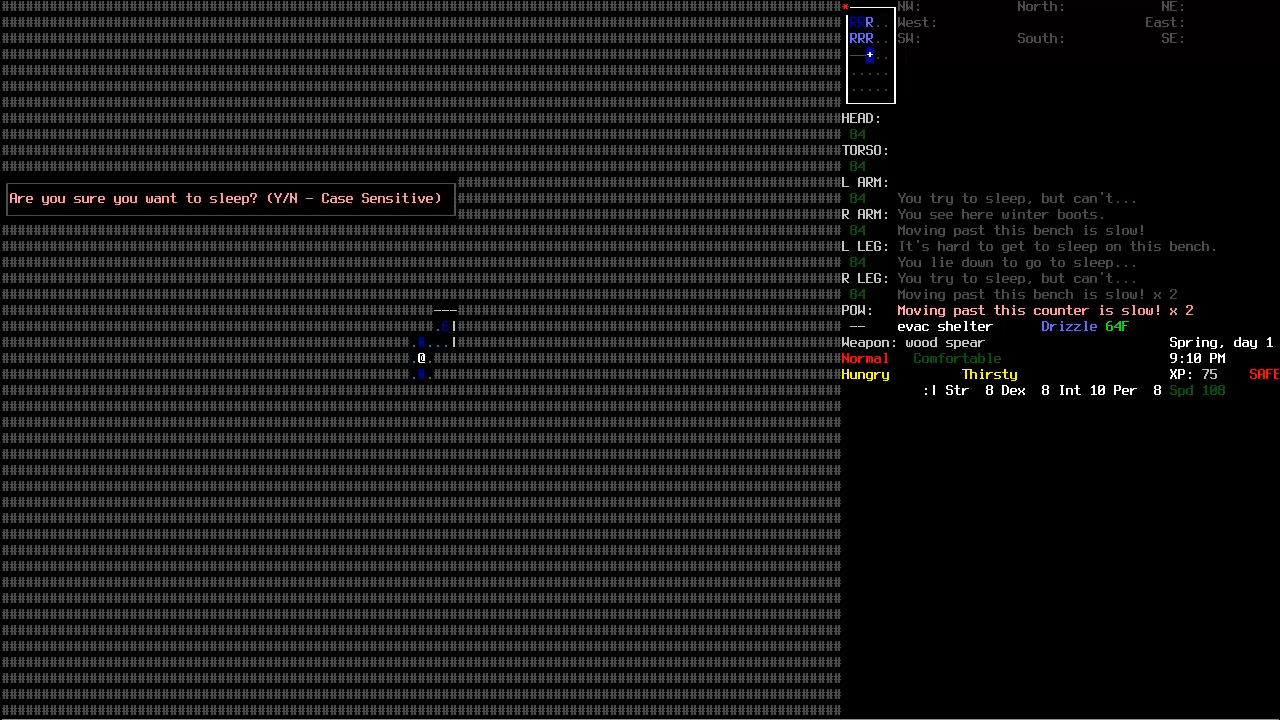 NW: North: NE:
RRR.. West: East:
RRR.. SW: South: SE:
HEAD:
84
TORSO:
84
L ARM:
Are you sure you want to sleep? (Y/N - Case Sensitive)
84 You try to sleep, but can't...
R ARM: You see here winter boots.
84 Moving past this bench is slow!
L LEG: It's hard to get to sleep on this bench.
84 You lie down to go to sleep...
R LEG: You try to sleep, but can't...
84 Moving past this bench is slow! x 2
POW: Moving past this counter is slow! x 2
-- evac shelter Drizzle 64F
Weapon: wood spear Spring, day 1
@
Normal Comfortable 9:10 PM
Hungry Thirsty XP: 75 SAFE
:| Str 8 Dex 8 Int 10 Per 8 Spd 108